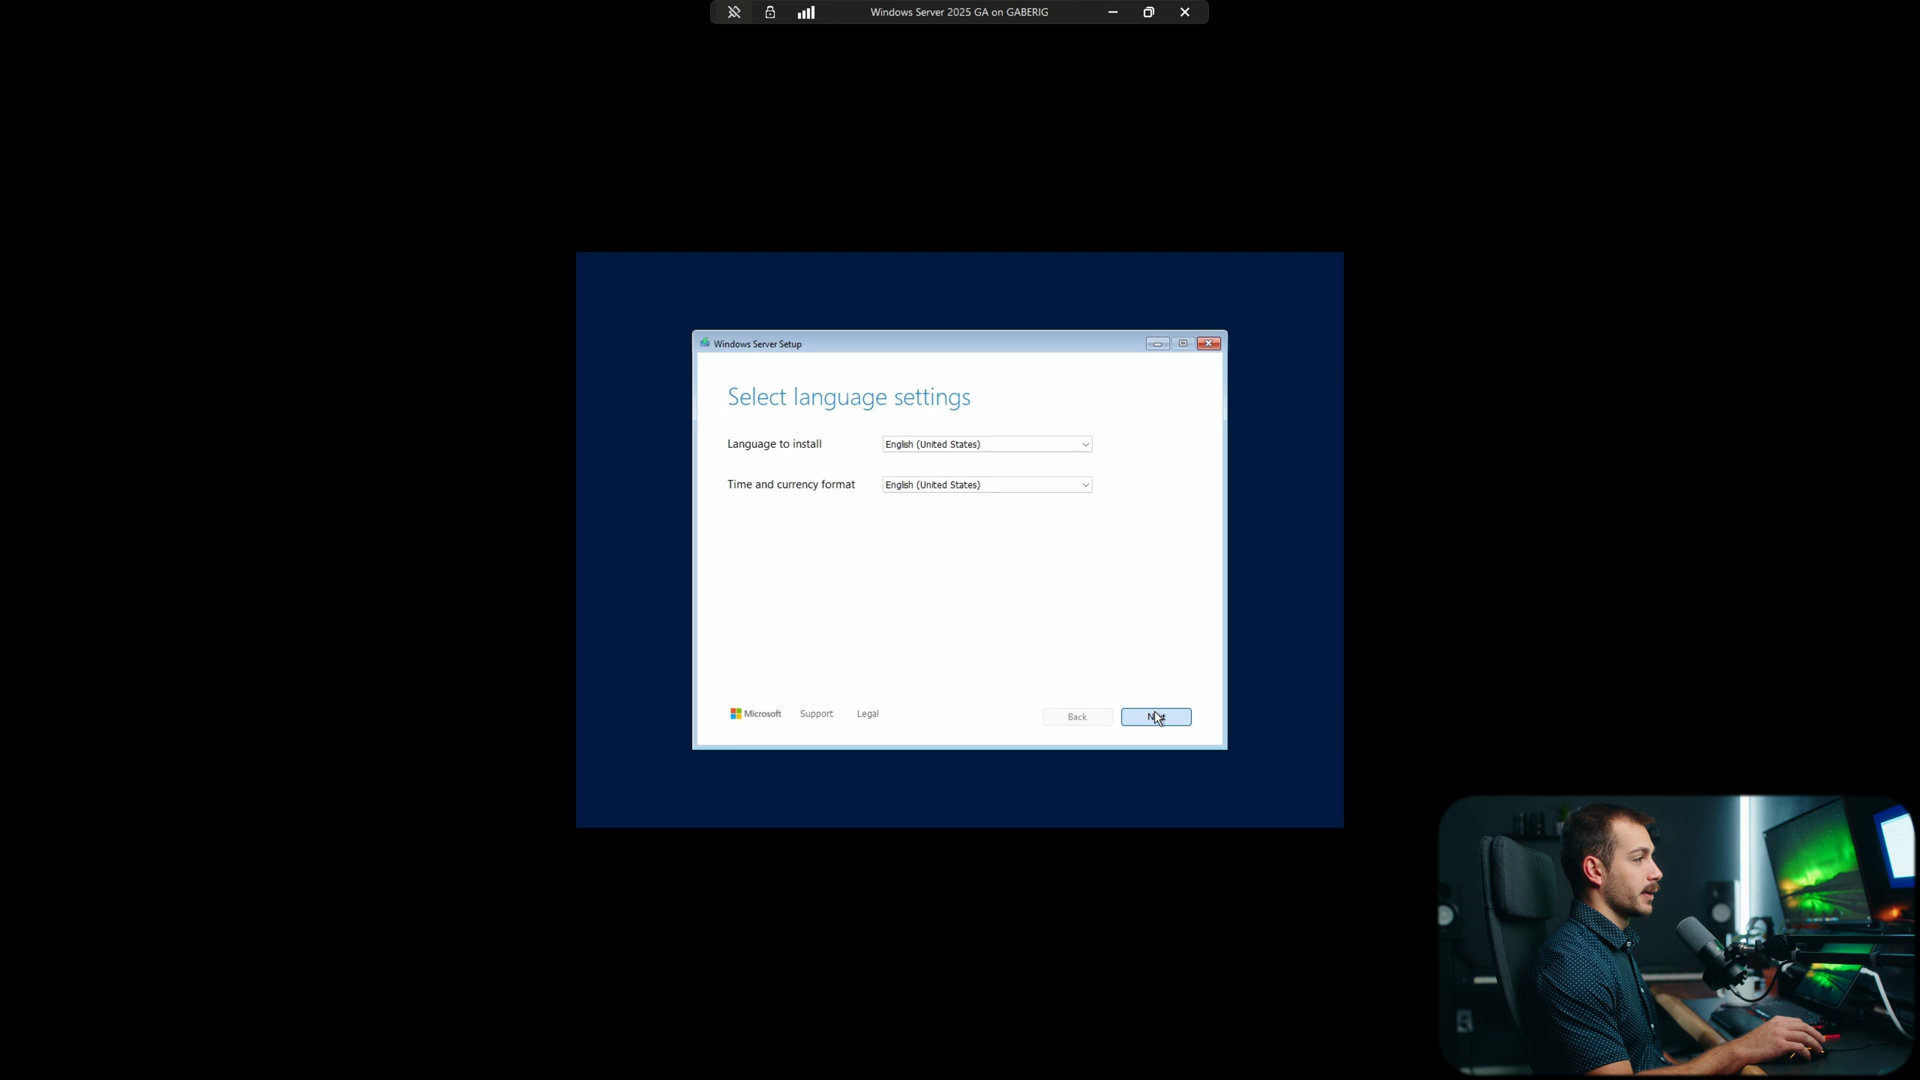 Windows Server 2025 GA on GABERIG
Windows Server Setup
Select language settings
Language to install
English (United States)
Time and currency format
English (United States)
Microsoft
Support
Legal
Back